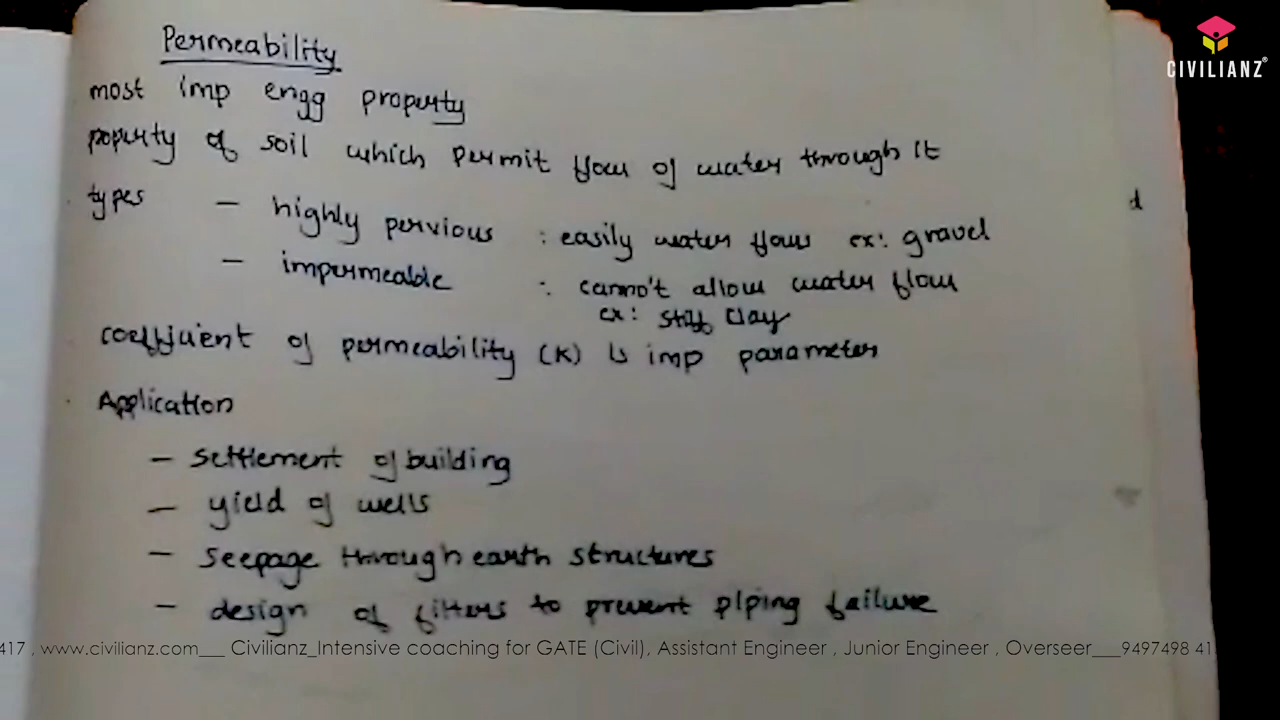 Permeability
CIVILIANZ®
most imp engg property
poperty of soil which permit flow of water through it
types – highly pervious : easily water flows ex: gravel
– impermeable : canno't allow water flow
ex: stiff clay
coefficient of permeability (K) is imp parameter
Application
– settlement of building
– yield of wells
– seepage through earth structures
– design of filters to prevent piping failure
417 , www.civilianz.com___ Civilianz_Intensive coaching for GATE (Civil), Assistant Engineer , Junior Engineer , Overseer___9497498 41